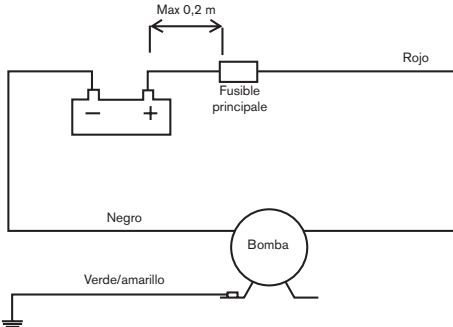 Max 0,2 m
Rojo
Fusible
principale
− +
Negro
Bomba
Verde/amarillo